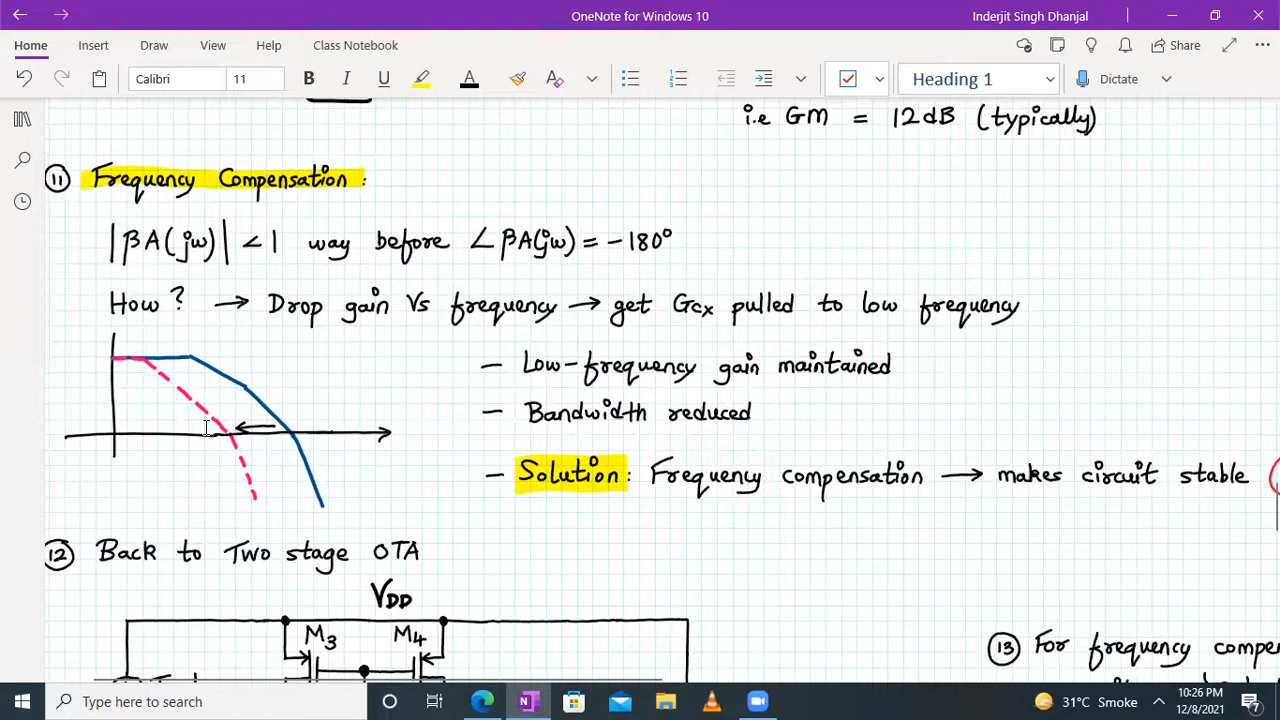 OneNote for Windows 10
Inderjit Singh Dhanjal
Home Insert Draw View Help Class Notebook
Share
Calibri 11 B I U A Heading 1 Dictate
i.e GM = 12dB (typically)
11 Frequency Compensation :
|βA(jω)| < 1 way before ∠βA(jω) = -180°
How ? → Drop gain Vs frequency → get Gcx pulled to low frequency
- Low-frequency gain maintained
- Bandwidth reduced
- Solution : Frequency compensation → makes circuit stable
12 Back to Two stage OTA
VDD
M3 M4
13 For frequency compe
Type here to search
31°C Smoke
10:26 PM
12/8/2021
7